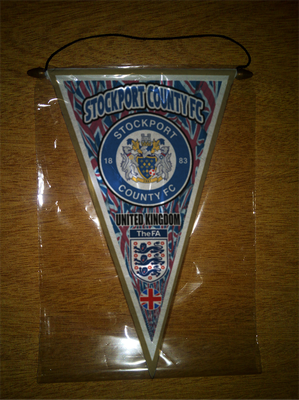 STOCKPORT COUNTY FC
STOCKPORT
18 83
COUNTY FC
UNITED KINGDOM
The FA